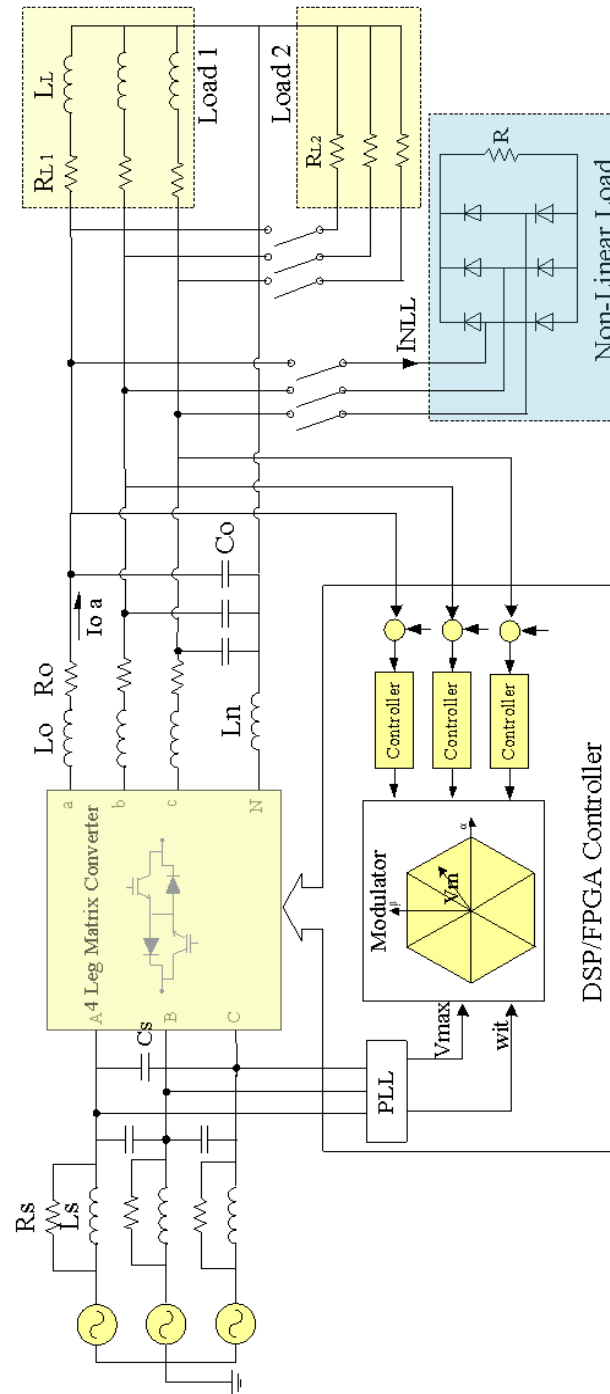 Rs
Ls
Cs
A
B
C
4 Leg Matrix Converter
a
b
c
N
Lo
Ro
Io a
Ln
Co
RL1
LL
Load 1
Load 2
RL2
INLL
R
Non-Linear Load
PLL
Vmax
wit
Modulator
β
α
Vm
Controller
Controller
Controller
DSP/FPGA Controller